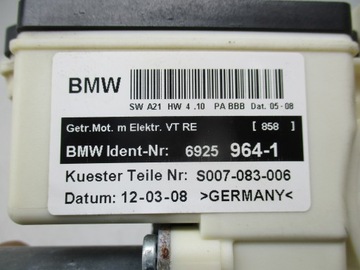 BMW
SW A21 HW 4 .10 PA BBB Dat. 05-08
Getr.Mot. m Elektr. VT RE [ 858 ]
BMW Ident-Nr: 6925 964-1
Kuester Teile Nr: S007-083-006
Datum: 12-03-08 >GERMANY<